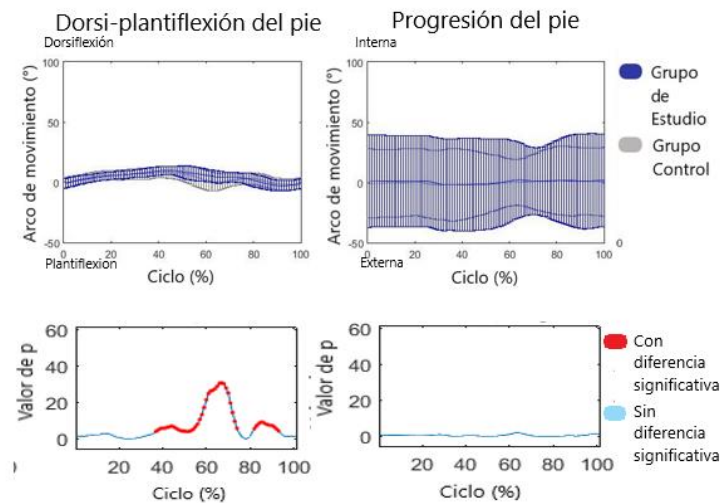 Dorsi-plantiflexión del pie
Progresión del pie
Dorsiflexión
Interna
Arco de movimiento (°)
100
50
0
-50
0
20
40
60
80
100
Plantiflexion
Ciclo (%)
Arco de movimiento (°)
100
50
0
-50
0
20
40
60
80
100
0
Externa
Ciclo (%)
Grupo
de
Estudio
Grupo
Control
Valor de p
60
40
20
0
20
40
60
80
100
Ciclo (%)
Valor de p
60
40
20
0
20
40
60
80
100
Ciclo (%)
Con
diferencia
significativa
Sin
diferencia
significativa